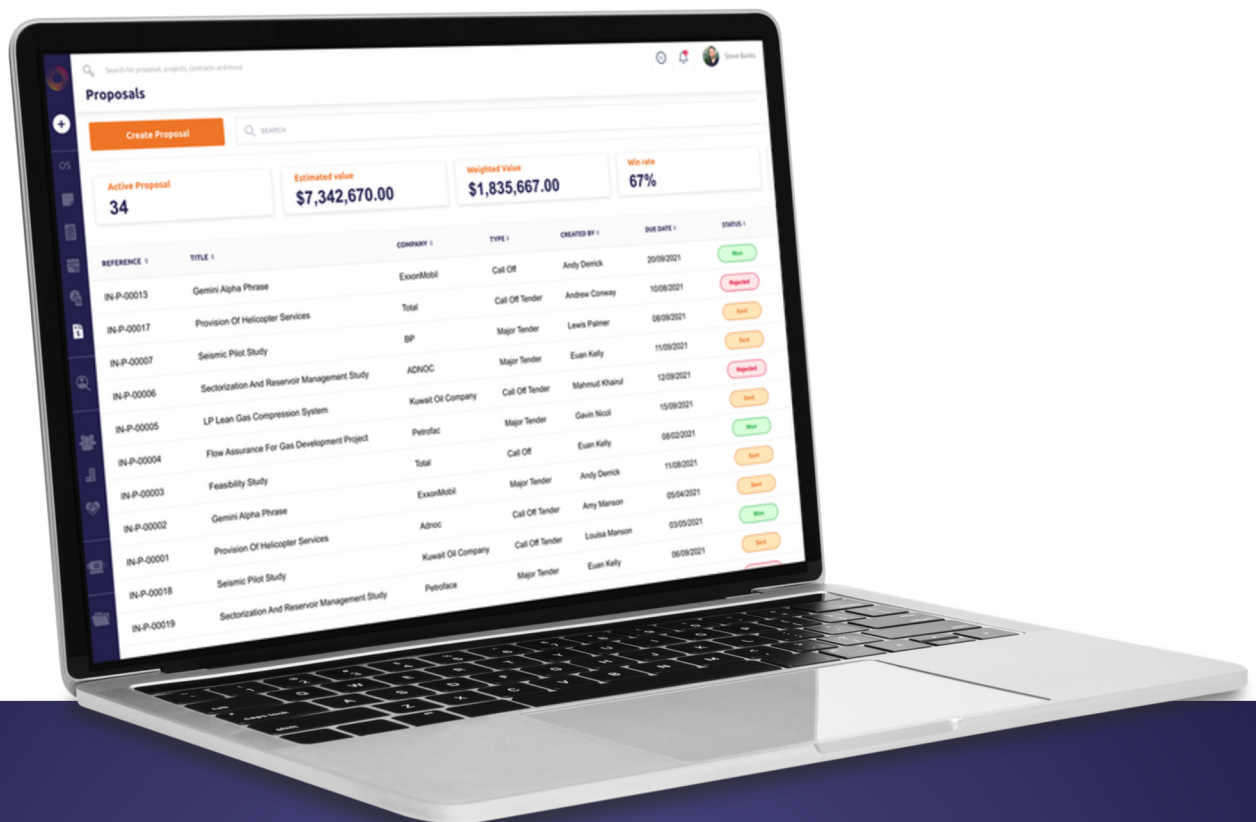 Search for proposal, projects, contracts and more
Steve Banks
Proposals
Create Proposal
SEARCH
OS
Active Proposal
34
Estimated value
$7,342,670.00
Weighted Value
$1,835,667.00
Win rate
67%
REFERENCE TITLE COMPANY TYPE CREATED BY DUE DATE STATUS
IN-P-00013 Gemini Alpha Phrase ExxonMobil Call Off Andy Derrick 20/09/2021 Won
IN-P-00017 Provision Of Helicopter Services Total Call Off Tender Andrew Conway 10/08/2021 Rejected
IN-P-00007 Seismic Pilot Study BP Major Tender Lewis Palmer 08/09/2021 Sent
IN-P-00006 Sectorization And Reservoir Management Study ADNOC Major Tender Euan Kelly 11/09/2021 Sent
IN-P-00005 LP Lean Gas Compression System Kuwait Oil Company Call Off Tender Mahmud Khairul 12/09/2021 Rejected
IN-P-00004 Flow Assurance For Gas Development Project Petrofac Major Tender Gavin Nicol 15/09/2021 Sent
IN-P-00003 Feasibility Study Total Call Off Euan Kelly 08/02/2021 Won
IN-P-00002 Gemini Alpha Phrase ExxonMobil Major Tender Andy Derrick 11/08/2021 Sent
IN-P-00001 Provision Of Helicopter Services Adnoc Call Off Tender Amy Manson 05/04/2021 Sent
IN-P-00018 Seismic Pilot Study Kuwait Oil Company Call Off Tender Louisa Manson 03/05/2021 Won
IN-P-00019 Sectorization And Reservoir Management Study Petroface Major Tender Euan Kelly 06/09/2021 Sent
tab
caps lock
shift